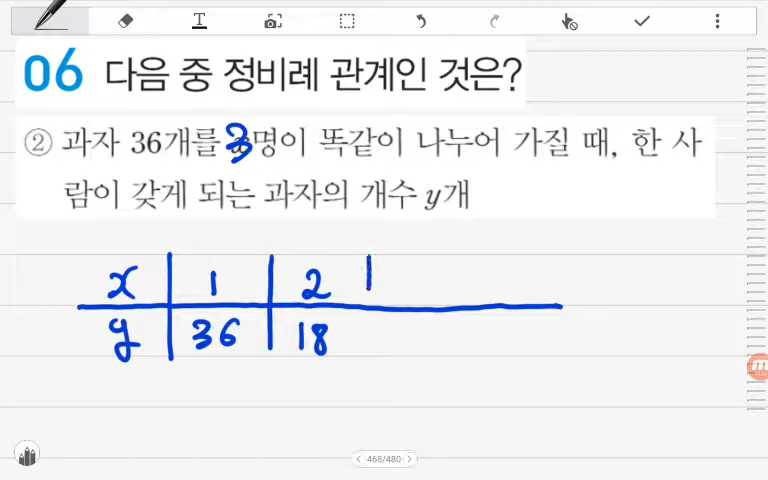 T
06 다음 중 정비례 관계인 것은?
② 과자 36개를 3명이 똑같이 나누어 가질 때, 한 사
람이 갖게 되는 과자의 개수 y개
x 1 2
y 36 18
468/480